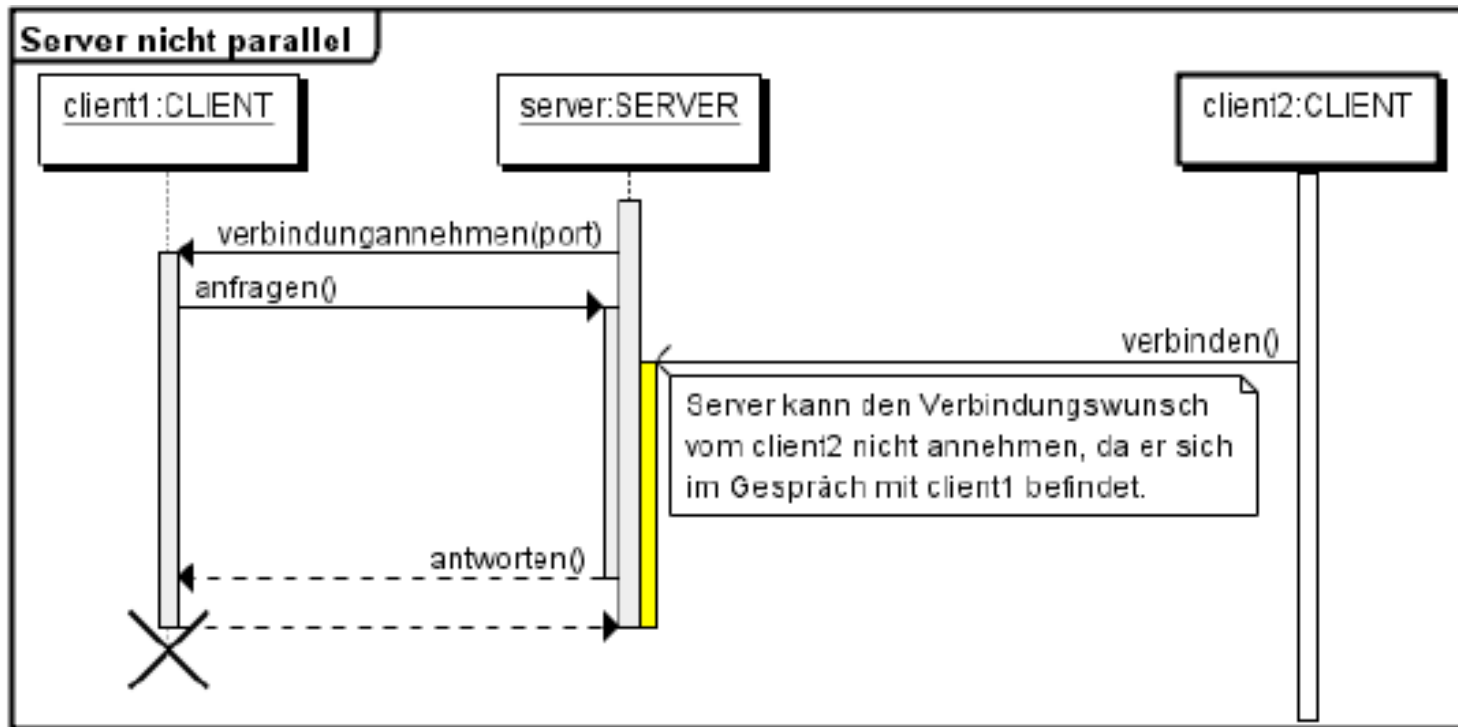 Server nicht parallel
client1:CLIENT
server:SERVER
client2:CLIENT
verbindungannehmen(port)
anfragen()
verbinden()
Server kann den Verbindungswunsch
vom client2 nicht annehmen, da er sich
im Gespräch mit client1 befindet.
antworten()